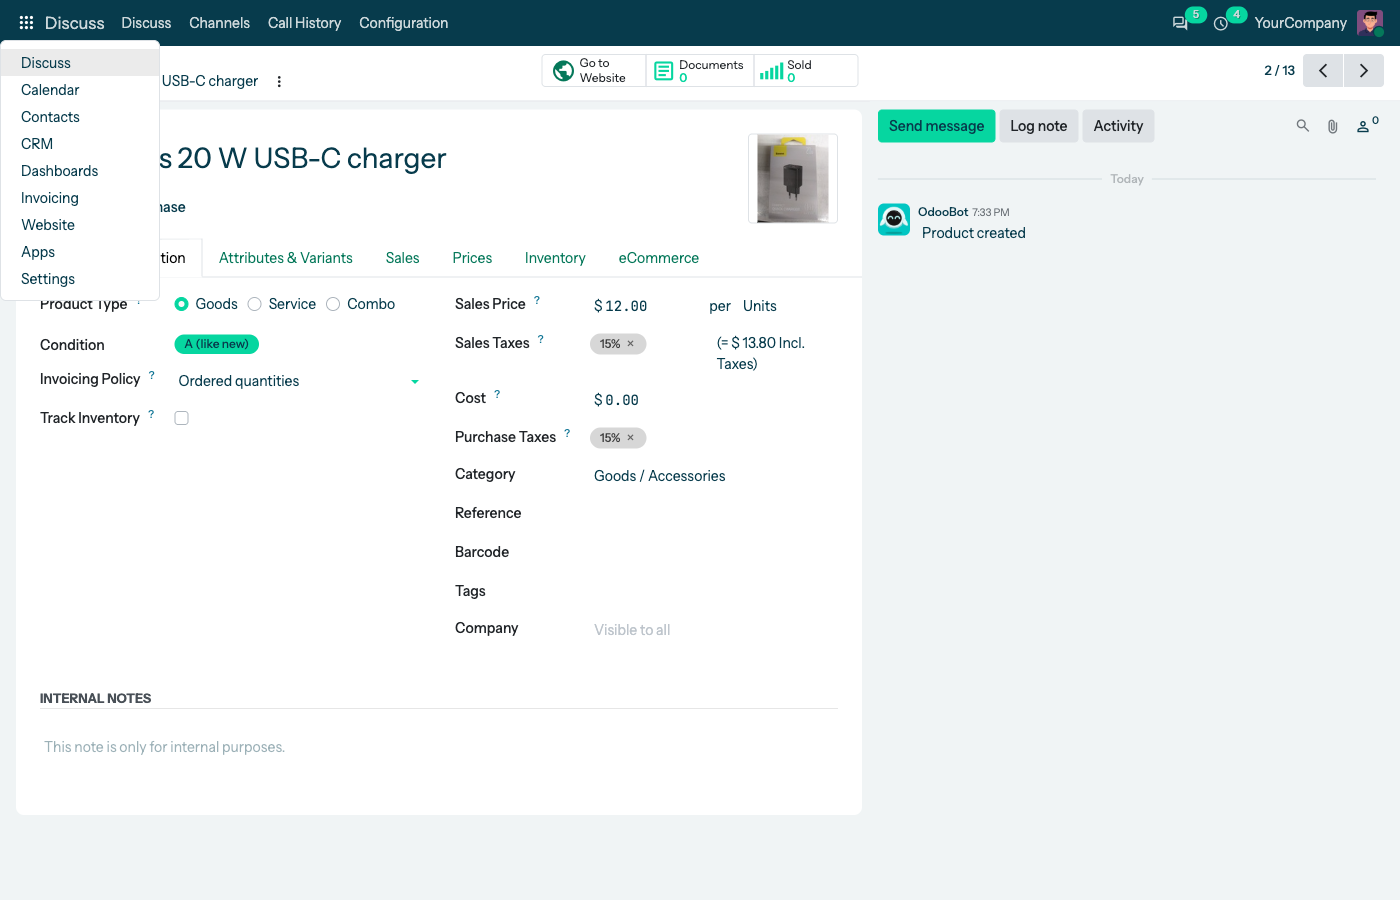 Discuss Discuss Channels Call History Configuration 5 4 YourCompany
Discuss
Calendar
Contacts
CRM
Dashboards
Invoicing
Website
Apps
Settings
USB-C charger
Go to
Website
Documents
0
Sold
0
2 / 13
s 20 W USB-C charger
hase
tion Attributes & Variants Sales Prices Inventory eCommerce
Product Type ? Goods Service Combo
Condition A (like new)
Invoicing Policy ? Ordered quantities
Track Inventory ?
Sales Price ? $ 12.00 per Units
Sales Taxes ? 15% × (= $ 13.80 Incl.
Taxes)
Cost ? $ 0.00
Purchase Taxes ? 15% ×
Category Goods / Accessories
Reference
Barcode
Tags
Company Visible to all
INTERNAL NOTES
This note is only for internal purposes.
Send message Log note Activity 0
Today
OdooBot 7:33 PM
Product created